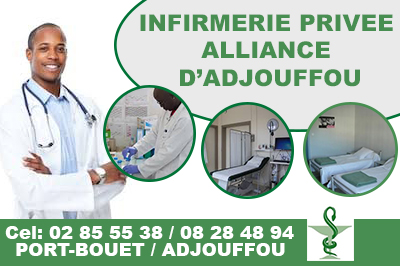 INFIRMERIE PRIVEE
ALLIANCE
D'ADJOUFFOU
Cel: 02 85 55 38 / 08 28 48 94
PORT-BOUET / ADJOUFFOU